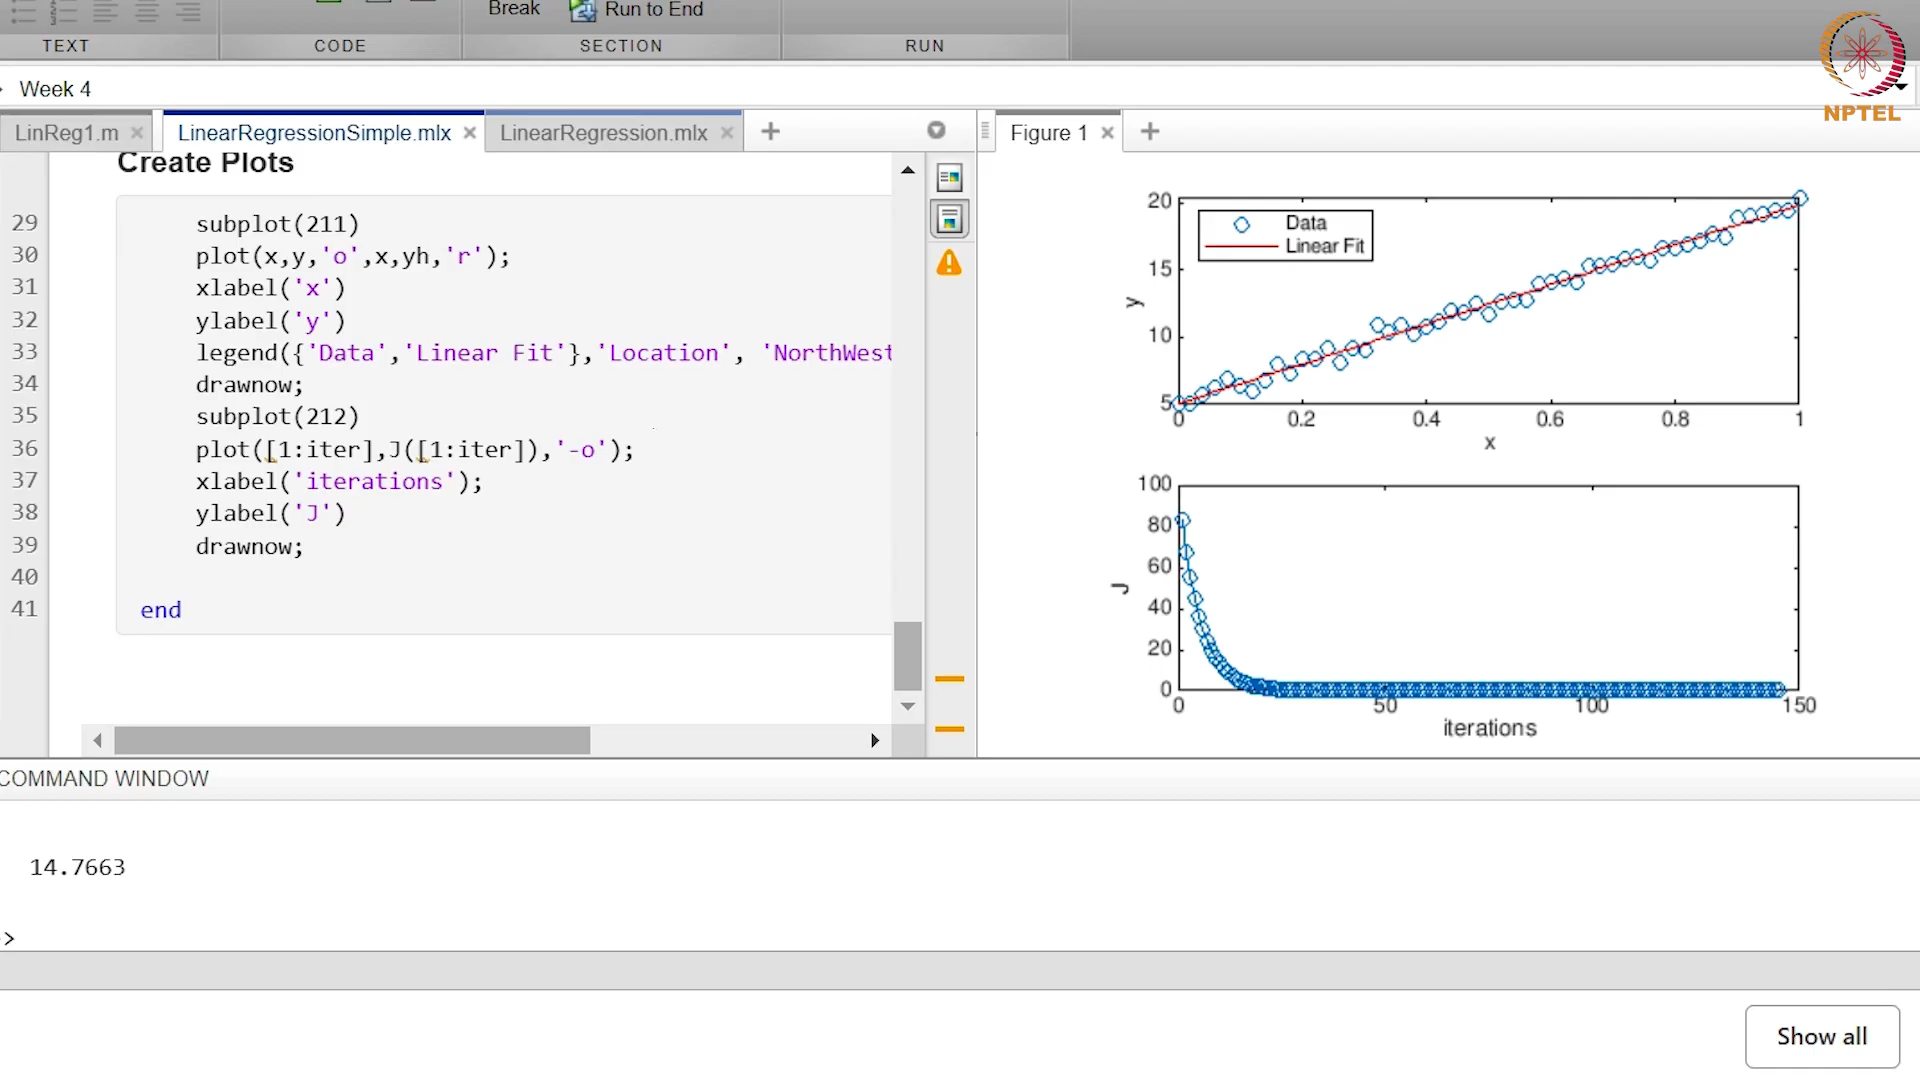 Break
Run to End
TEXT
CODE
SECTION
RUN
NPTEL
Week 4
LinReg1.m
LinearRegressionSimple.mlx
LinearRegression.mlx
Figure 1
Create Plots
29 subplot(211)
30 plot(x,y,'o',x,yh,'r');
31 xlabel('x')
32 ylabel('y')
33 legend({'Data','Linear Fit'},'Location', 'NorthWest
34 drawnow;
35 subplot(212)
36 plot([1:iter],J([1:iter]),'-o');
37 xlabel('iterations');
38 ylabel('J')
39 drawnow;
40
41 end
20
15
10
5
y
Data
Linear Fit
0 0.2 0.4 0.6 0.8 1
x
100
80
60
40
20
0
J
0 50 100 150
iterations
COMMAND WINDOW
14.7663
>
Show all